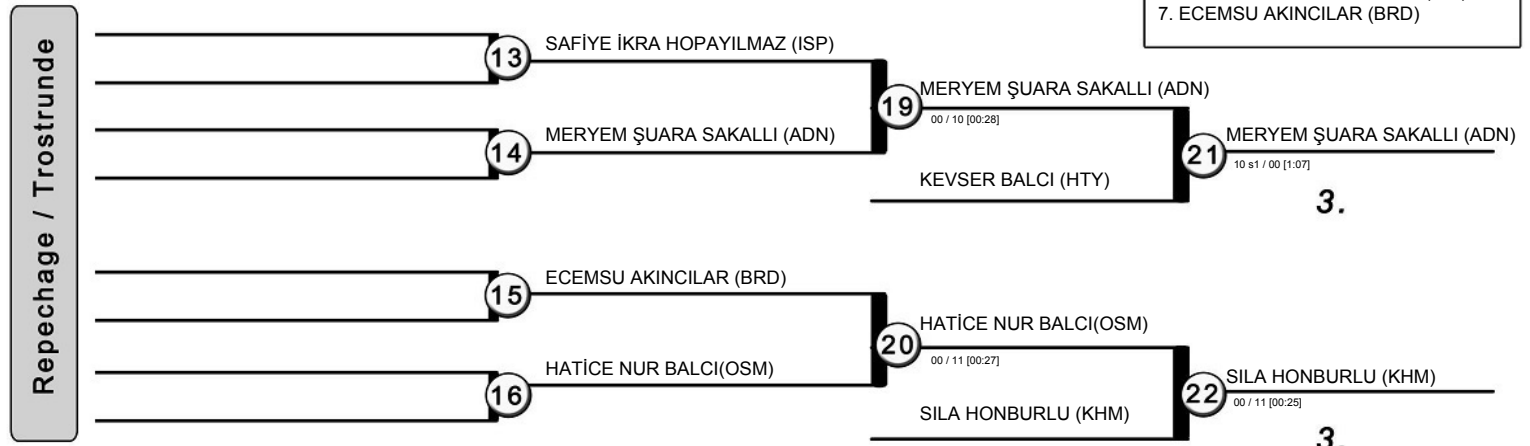 7. ECEMSU AKINCILAR (BRD)
Repechage / Trostrunde
13
SAFİYE İKRA HOPAYILMAZ (ISP)
19
MERYEM ŞUARA SAKALLI (ADN)
00 / 10 [00:28]
14
MERYEM ŞUARA SAKALLI (ADN)
21
MERYEM ŞUARA SAKALLI (ADN)
10 s1 / 00 [1:07]
KEVSER BALCI (HTY)
3.
15
ECEMSU AKINCILAR (BRD)
20
HATİCE NUR BALCI(OSM)
00 / 11 [00:27]
16
HATİCE NUR BALCI(OSM)
22
SILA HONBURLU (KHM)
00 / 11 [00:25]
SILA HONBURLU (KHM)
3.